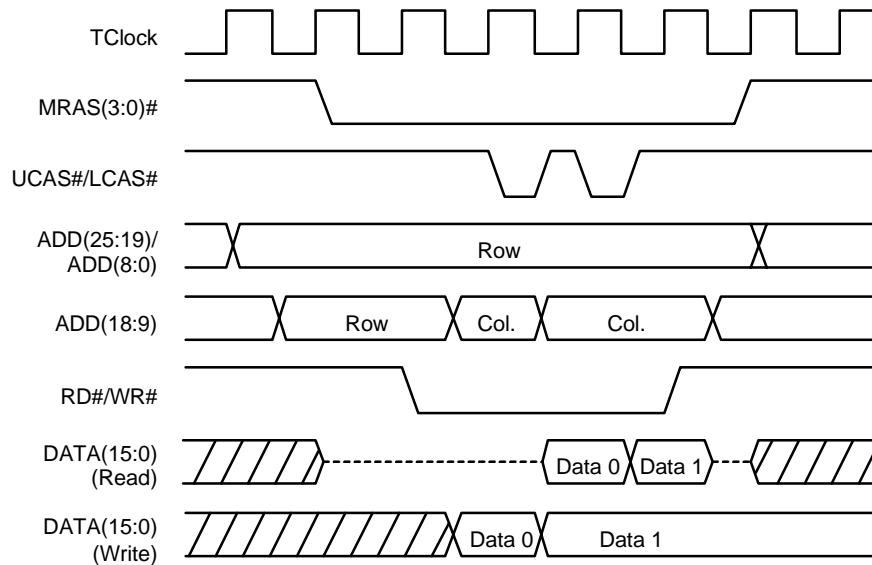 TClock
MRAS(3:0)#
UCAS#/LCAS#
ADD(25:19)/
ADD(8:0)
Row
ADD(18:9)
Row
Col.
Col.
RD#/WR#
DATA(15:0)
(Read)
Data 0
Data 1
DATA(15:0)
(Write)
Data 0
Data 1